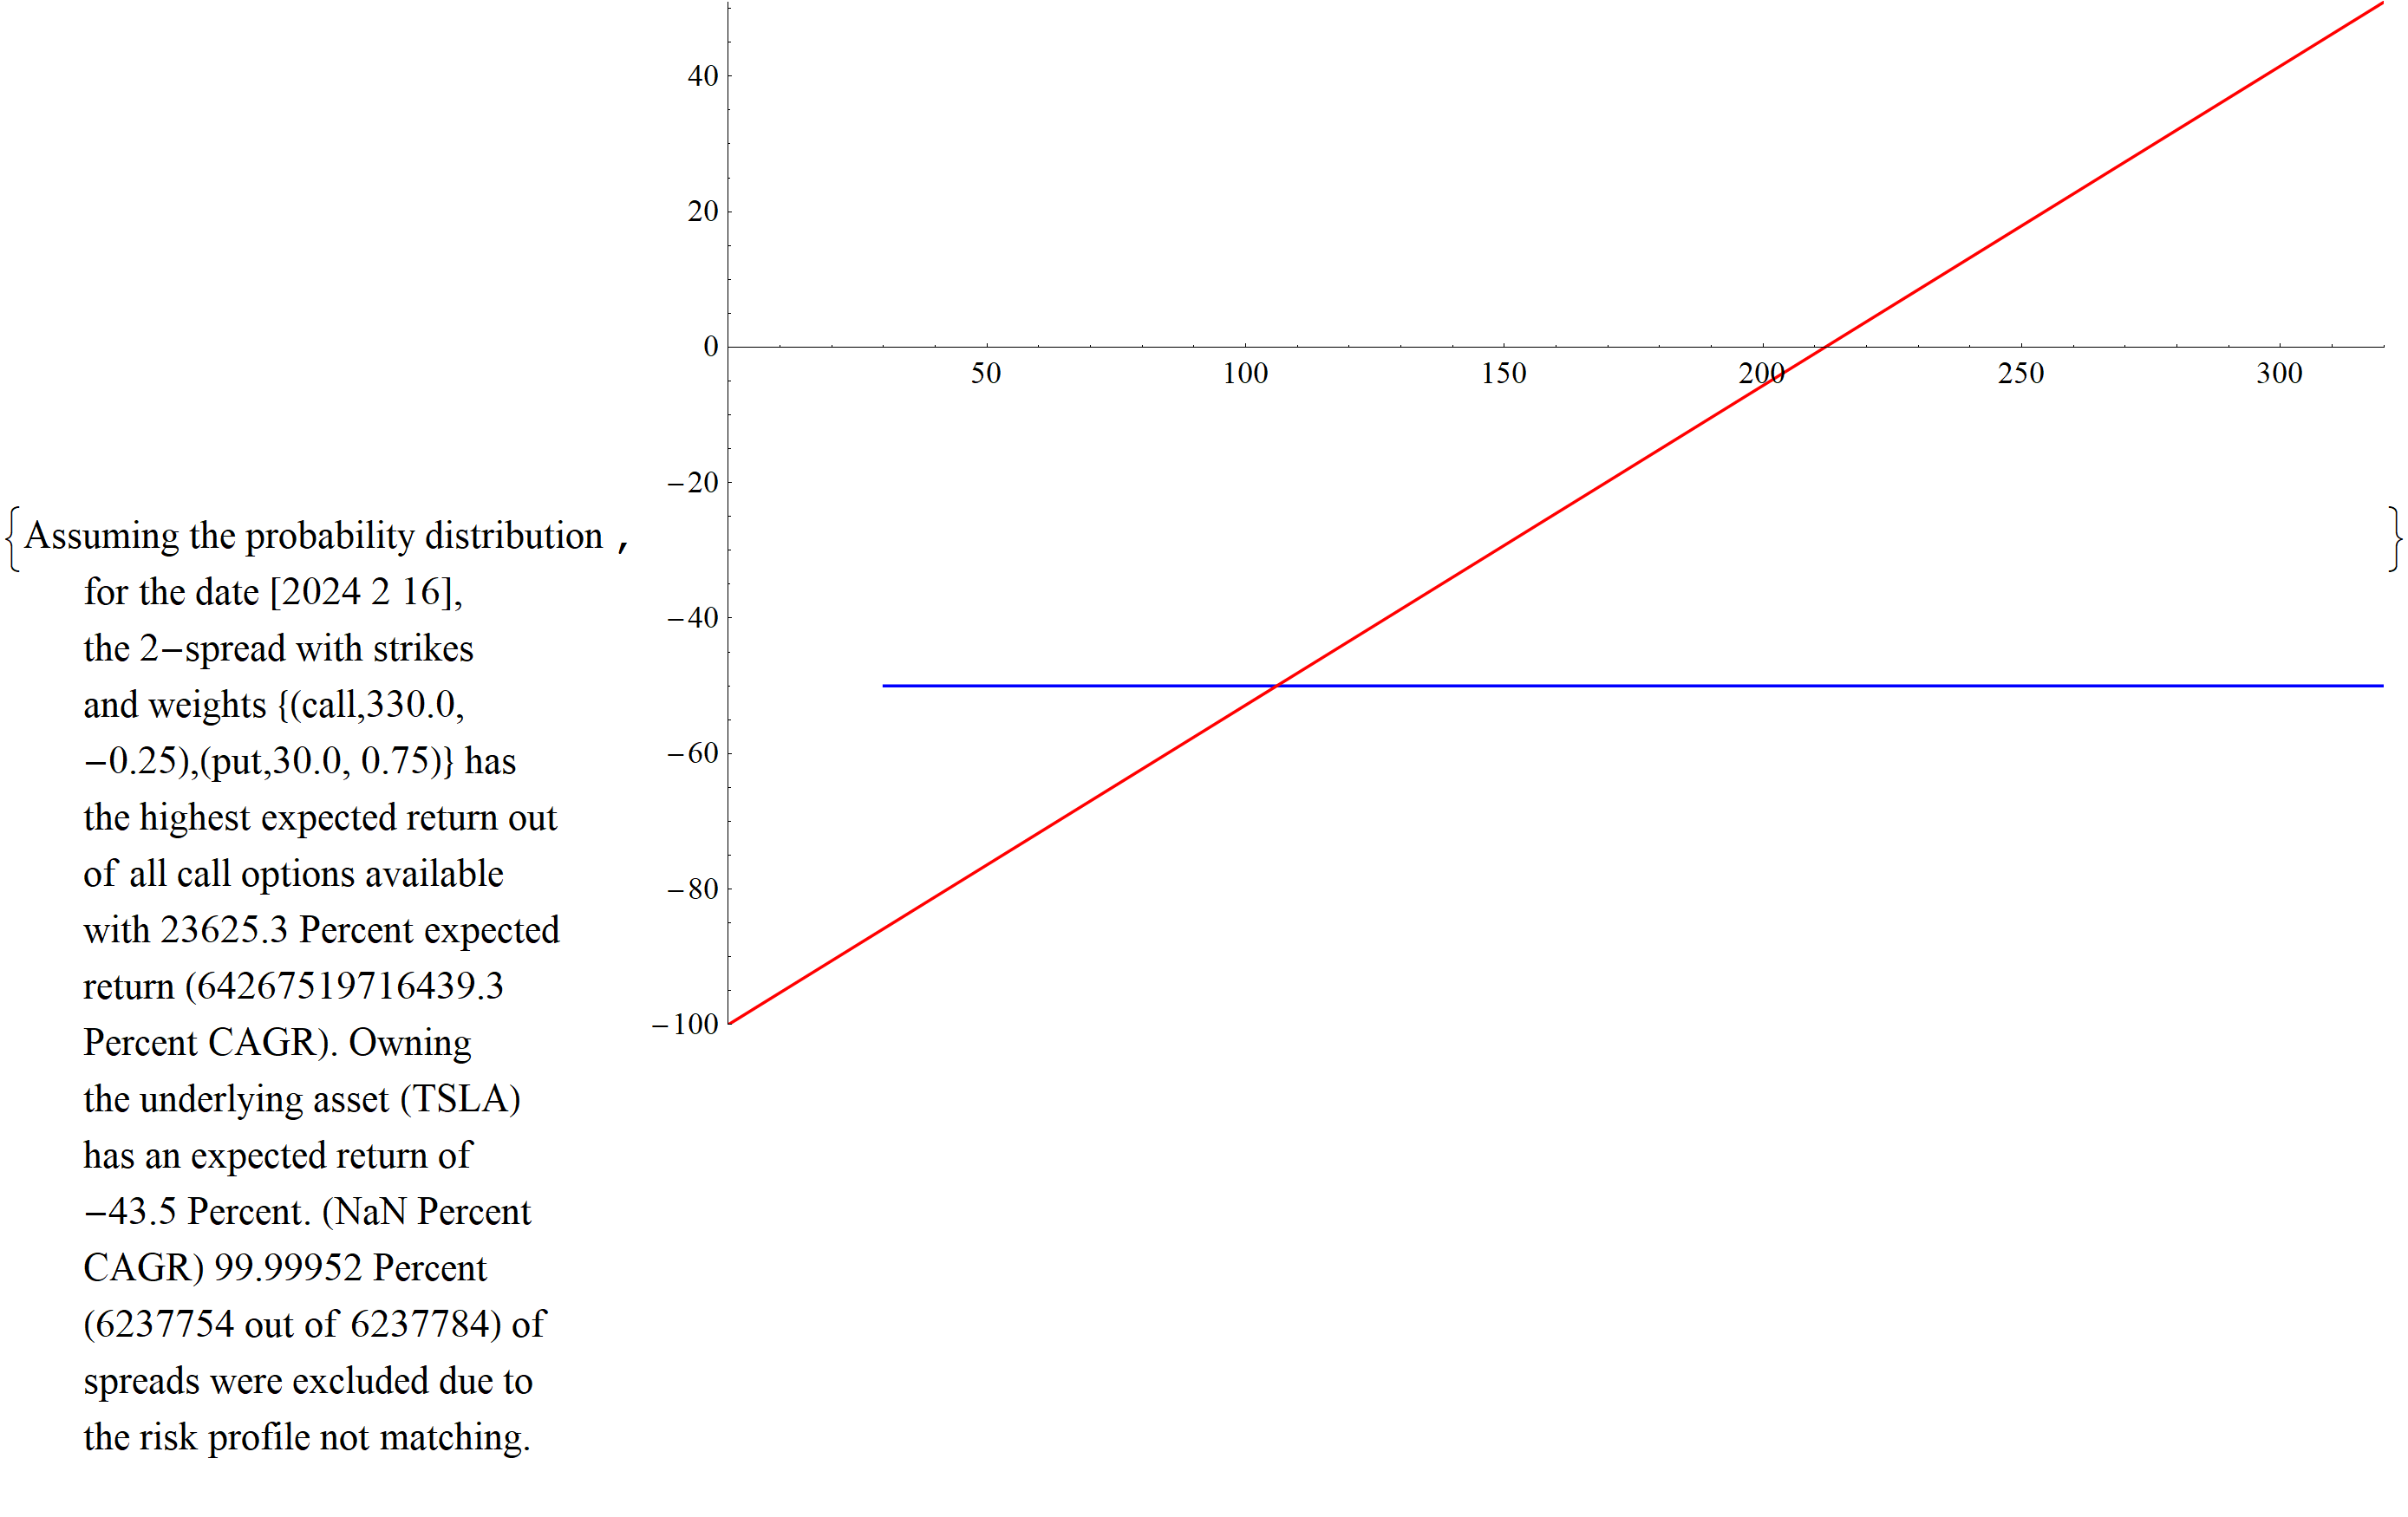 40
20
0
50 100 150 200 250 300
−20
−40
−60
−80
−100
{Assuming the probability distribution ,
for the date [2024 2 16],
the 2−spread with strikes
and weights {(call,330.0,
−0.25),(put,30.0, 0.75)} has
the highest expected return out
of all call options available
with 23625.3 Percent expected
return (64267519716439.3
Percent CAGR). Owning
the underlying asset (TSLA)
has an expected return of
−43.5 Percent. (NaN Percent
CAGR) 99.99952 Percent
(6237754 out of 6237784) of
spreads were excluded due to
the risk profile not matching.
}